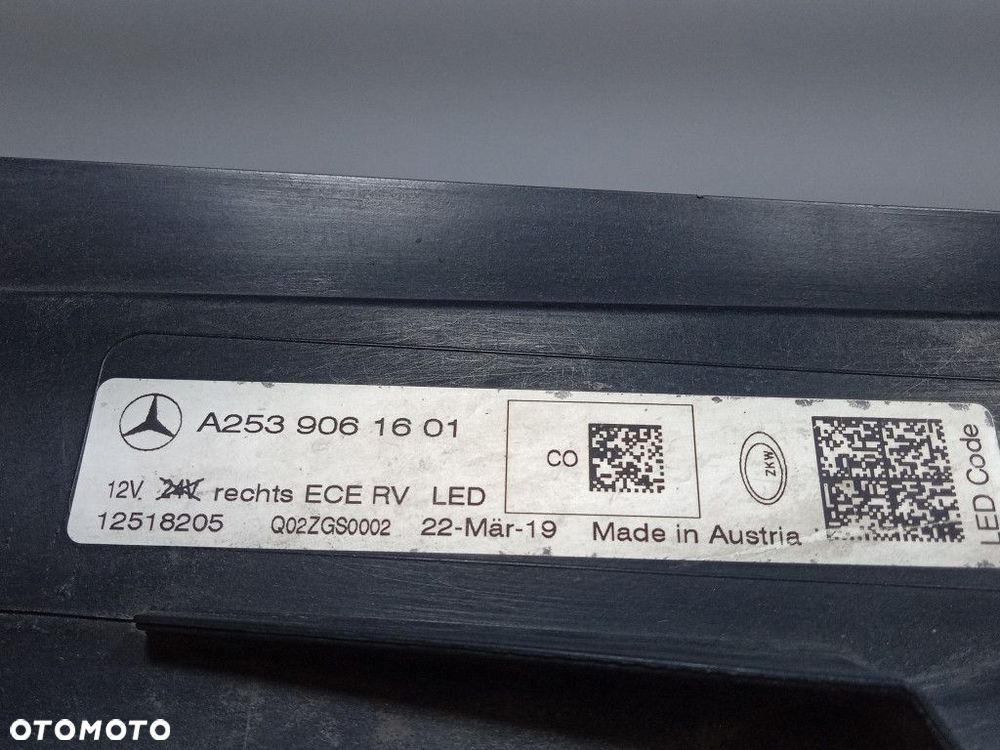 A253 906 16 01
CO
ZKW
LED Code
12V. 24V rechts ECE RV LED
12518205 Q02ZGS0002 22-Mär-19 Made in Austria
OTOMOTO